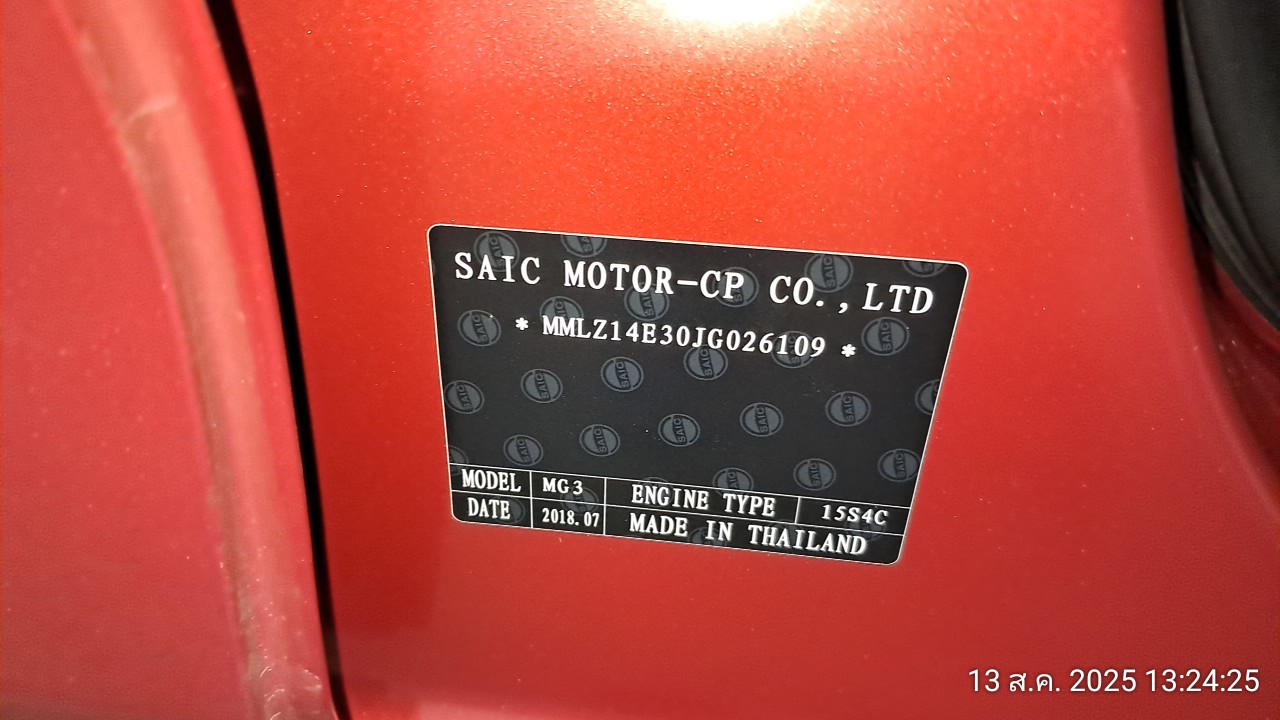 SAIC MOTOR-CP CO.,LTD
* MMLZ14E30JG026109 *
MODEL MG3 ENGINE TYPE 15S4C
DATE 2018.07 MADE IN THAILAND
13 ส.ค. 2025 13:24:25